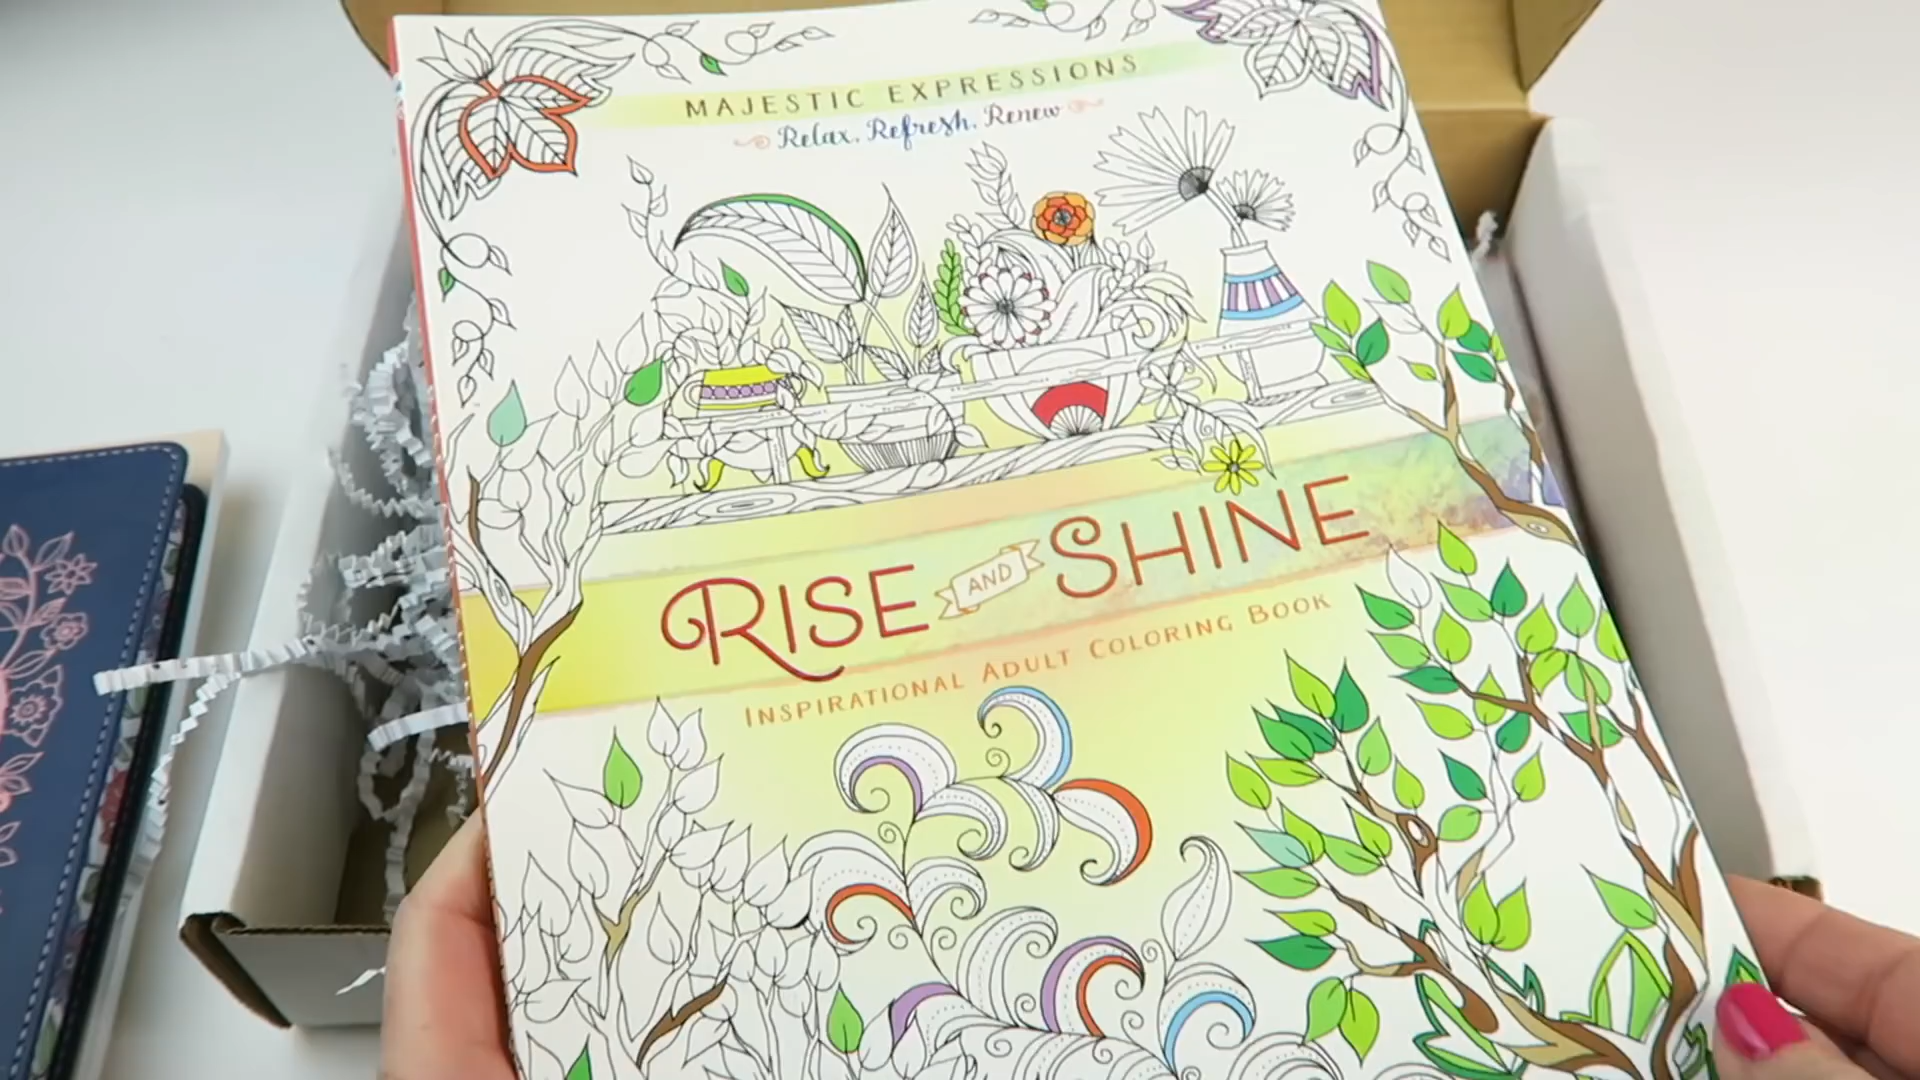 MAJESTIC EXPRESSIONS
Relax. Refresh. Renew
RISE AND SHINE
INSPIRATIONAL ADULT COLORING BOOK